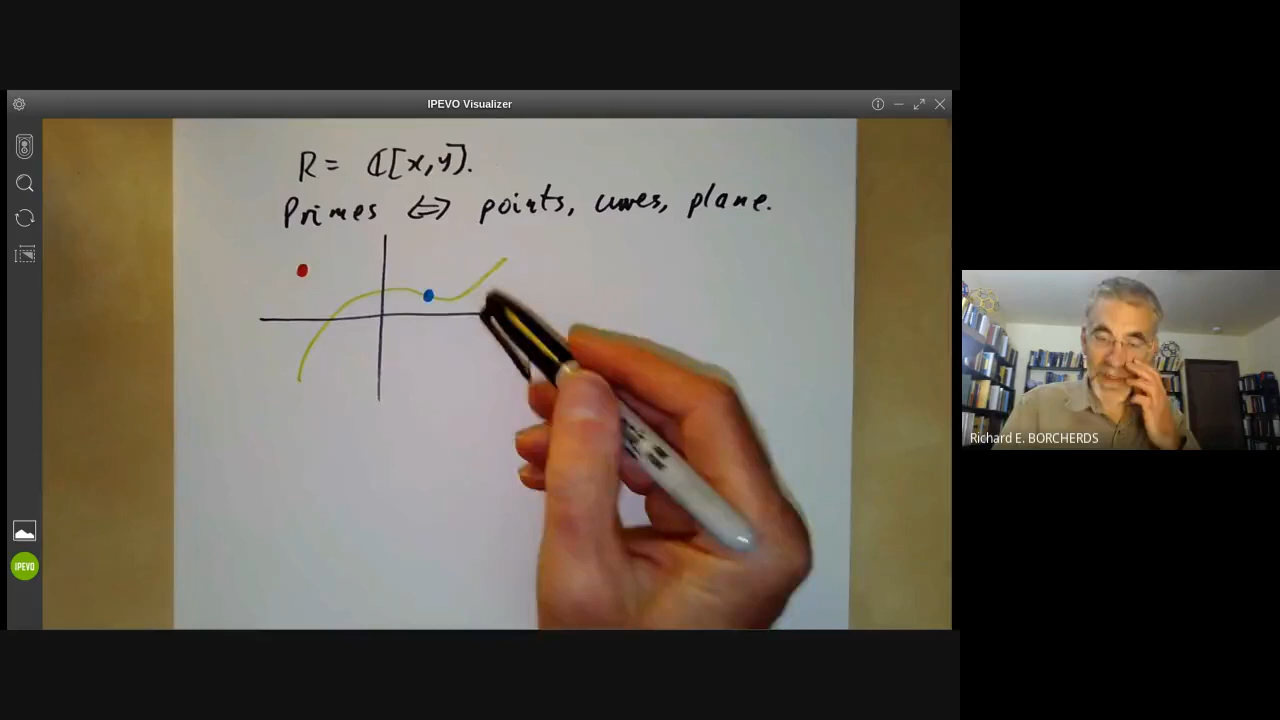 IPEVO Visualizer
R = ℂ[x,y].
Primes ⇔ points, curves, plane.
IPEVO
Richard E. BORCHERDS